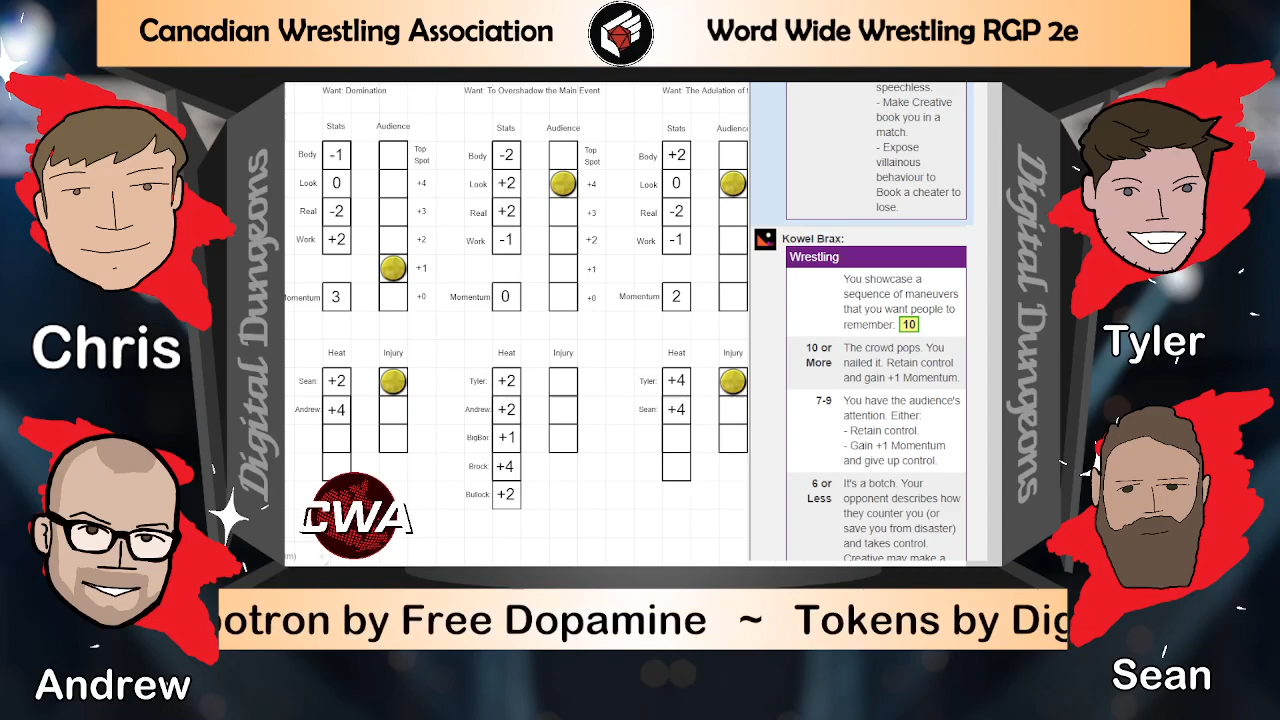 Canadian Wrestling Association
Word Wide Wrestling RGP 2e
Chris
Andrew
Tyler
Sean
Digital Dungeons
Digital Dungeons
Want: Domination
Stats Audience
Body -1 Top Spot
Look 0 +4
Real -2 +3
Work +2 +2
+1
Momentum 3 +0
Heat Injury
Sean: +2
Andrew: +4
Want: To Overshadow the Main Event
Stats Audience
Body -2 Top Spot
Look +2 +4
Real +2 +3
Work -1 +2
+1
Momentum 0 +0
Heat Injury
Tyler: +2
Andrew: +2
BigBor +1
Brock: +4
Bullock +2
Want: The Adulation of
Stats Audienc
Body +2
Look 0
Real -2
Work -1
Momentum 2
Heat Injury
Tyler: +4
Sean: +4
CWA
speechless.
- Make Creative
book you in a
match.
- Expose
villainous
behaviour to
Book a cheater to
lose.
Kowel Brax:
Wrestling
You showcase a
sequence of maneuvers
that you want people to
remember: 10
10 or More
The crowd pops. You
nailed it. Retain control
and gain +1 Momentum.
7-9
You have the audience's
attention. Either:
- Retain control.
- Gain +1 Momentum
and give up control.
6 or Less
It's a botch. Your
opponent describes how
they counter you (or
save you from disaster)
and takes control.
Creative may make a
otron by Free Dopamine ~ Tokens by Dig